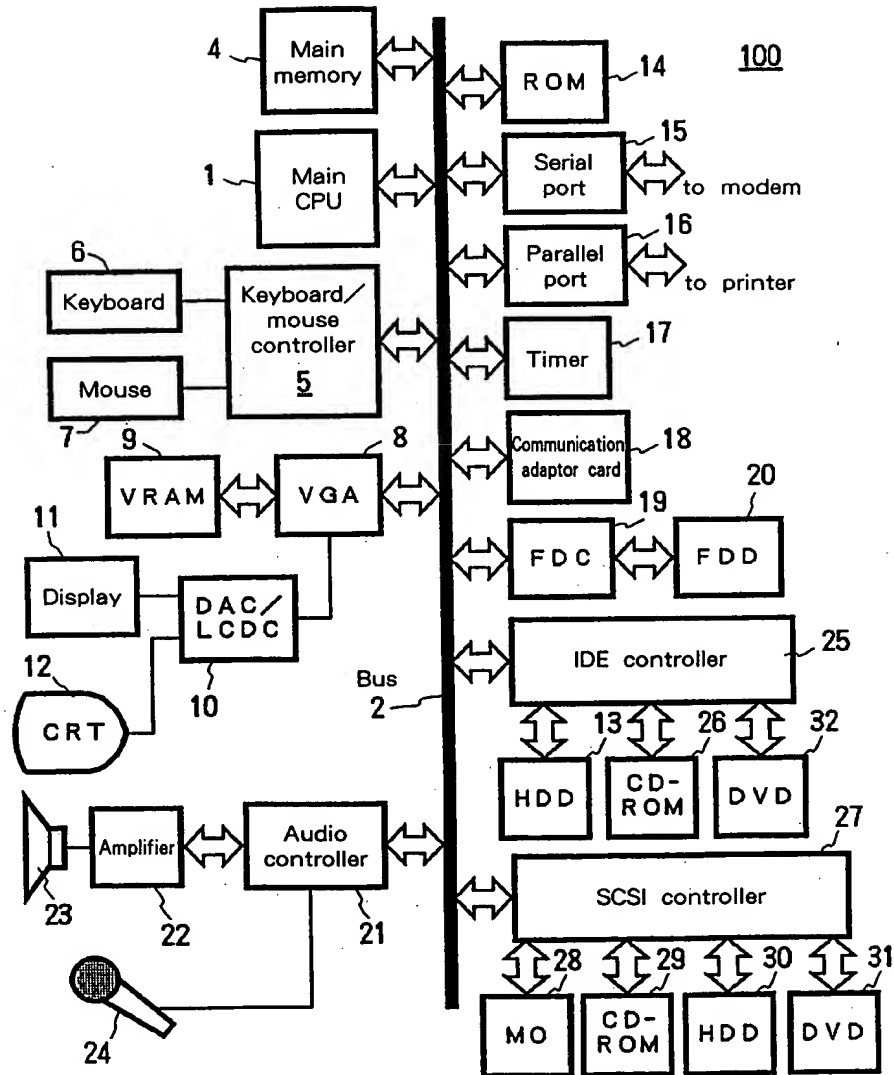 100
4
Main
memory
ROM
14
1
Main
CPU
15
Serial
port
to modem
16
Parallel
port
to printer
6
Keyboard
Keyboard/
mouse
controller
5
Mouse
7
Timer
17
Communication
adaptor card
18
9
VRAM
8
VGA
19
FDC
20
FDD
11
Display
DAC/
LCDC
10
12
CRT
Bus
2
IDE controller
25
13
HDD
26
CD-
ROM
32
DVD
23
Amplifier
22
Audio
controller
21
24
27
SCSI controller
28
MO
29
CD-
ROM
30
HDD
31
DVD